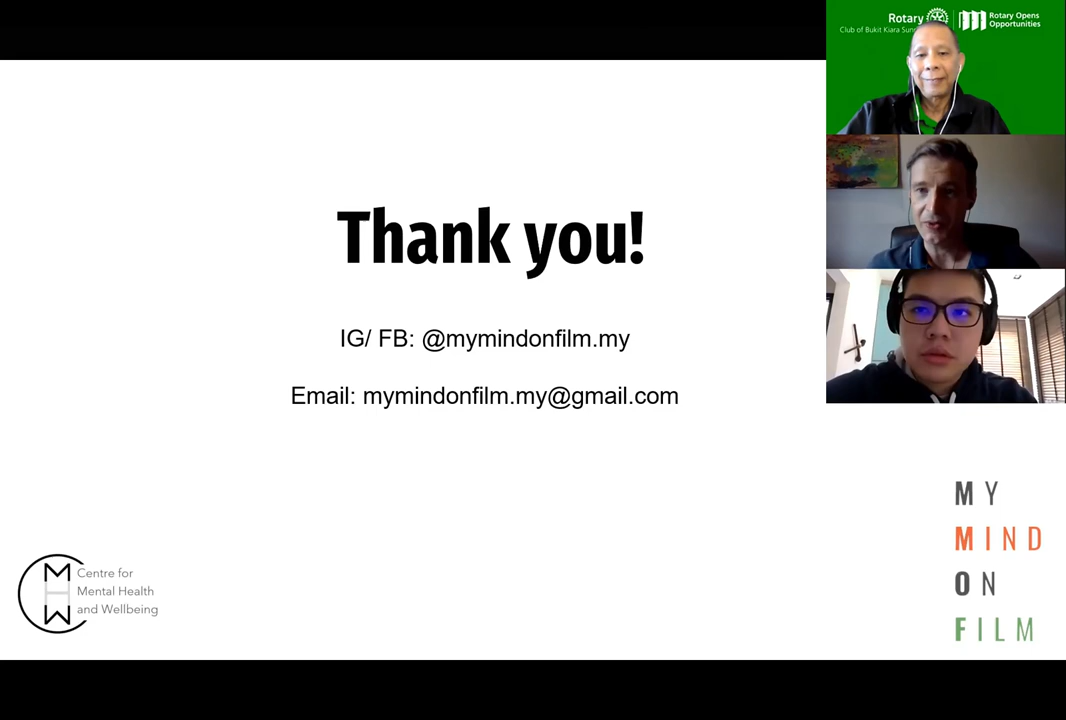 Thank you!
IG/ FB: @mymindonfilm.my
Email: mymindonfilm.my@gmail.com
Rotary
Club of Bukit Kiara
Rotary Opens
Opportunities
Centre for
Mental Health
and Wellbeing
MY
MIND
ON
FILM